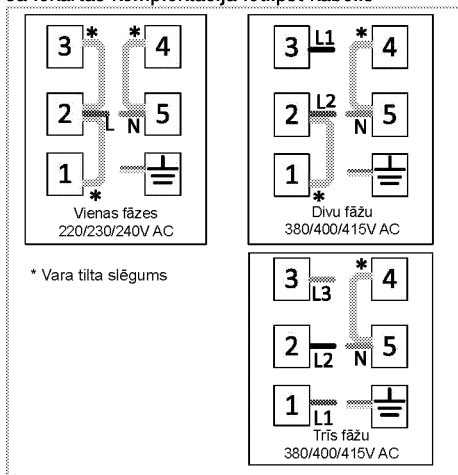 ietilpst kabelis
3 * * 4
2 L N 5
1 *
Vienas fāzes
220/230/240V AC
3 L1 * 4
2 L2 N 5
1 *
Divu fāžu
380/400/415V AC
* Vara tilta slēgums
3 L3 * 4
2 L2 N 5
1 L1
Trīs fāžu
380/400/415V AC